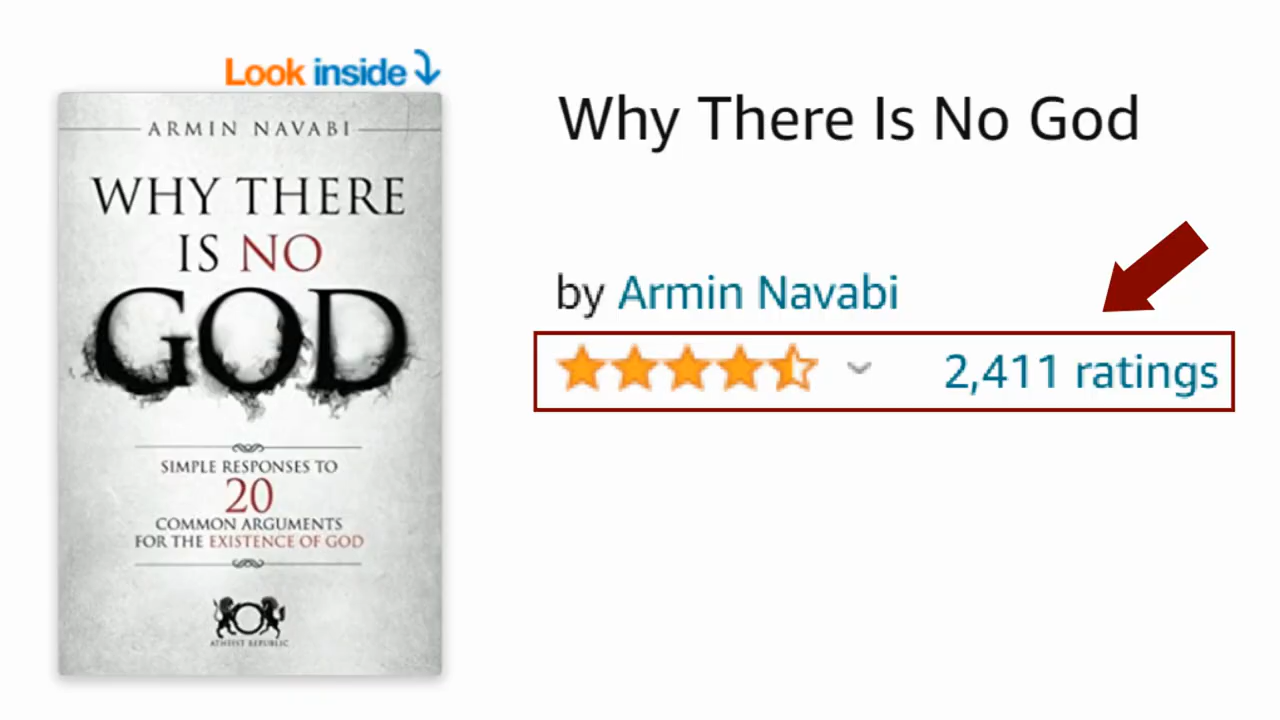 Look inside
ARMIN NAVABI
WHY THERE
IS NO
GOD
SIMPLE RESPONSES TO
20
COMMON ARGUMENTS
FOR THE EXISTENCE OF GOD
ATHEIST REPUBLIC
Why There Is No God
by Armin Navabi
2,411 ratings